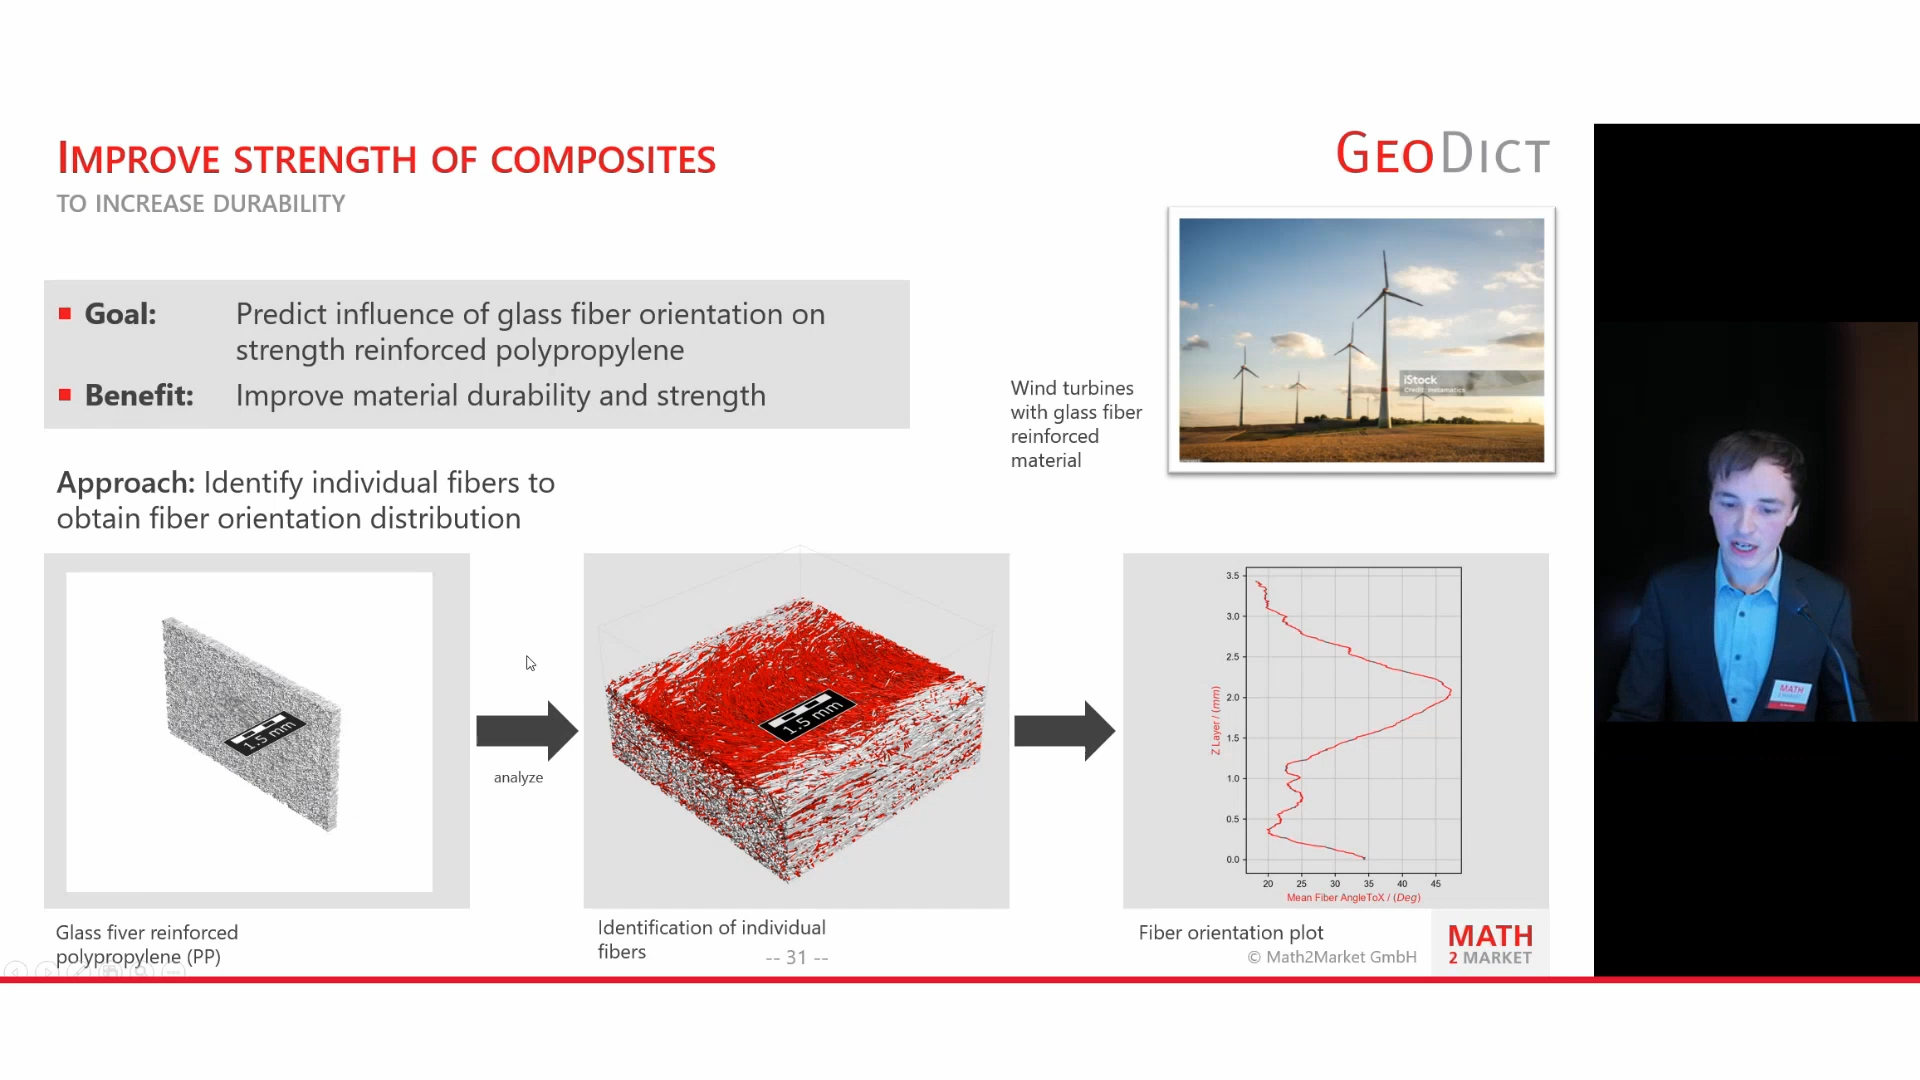 IMPROVE STRENGTH OF COMPOSITES
TO INCREASE DURABILITY
GEODICT
Goal: Predict influence of glass fiber orientation on
strength reinforced polypropylene
Benefit: Improve material durability and strength
Wind turbines
with glass fiber
reinforced
material
iStock
Approach: Identify individual fibers to
obtain fiber orientation distribution
1.5 mm
analyze
1.5 mm
3.5
3.0
2.5
2.0
1.5
1.0
0.5
0.0
Z Layer / (mm)
20 25 30 35 40 45
Mean Fiber AngleToX / (Deg)
MATH
Glass fiver reinforced
polypropylene (PP)
Identification of individual
fibers
-- 31 --
Fiber orientation plot
© Math2Market GmbH
MATH
2 MARKET